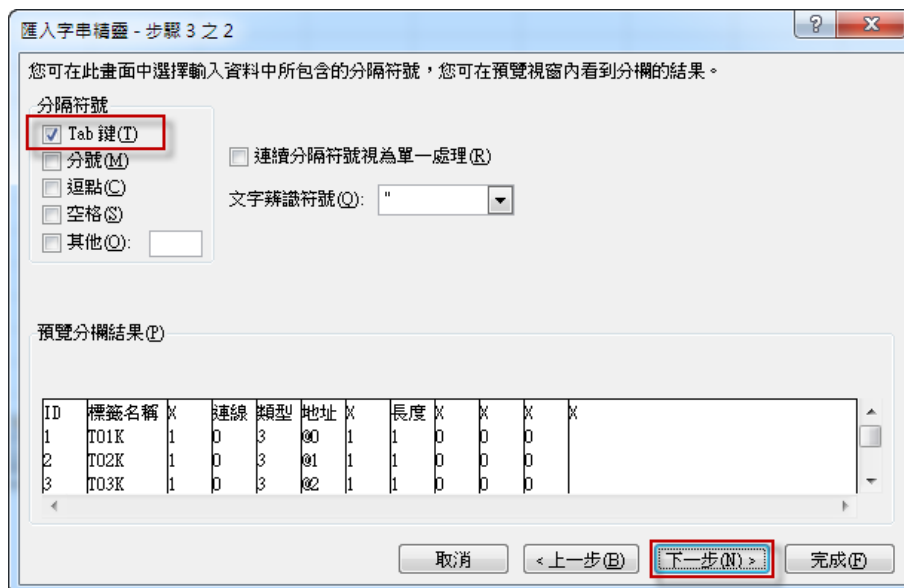 匯入字串精靈 - 步驟 3 之 2
您可在此畫面中選擇輸入資料中所包含的分隔符號，您可在預覽視窗內看到分欄的結果。
分隔符號
Tab 鍵(T)
分號(M)
逗點(C)
空格(S)
其他(O):
連續分隔符號視為單一處理(R)
文字辨識符號(Q): "
預覽分欄結果(P)
ID 標籤名稱 X 連線 類型 地址 X 長度 X X X X
1 T01K 1 0 3 @0 1 1 0 0 0
2 T02K 1 0 3 @1 1 1 0 0 0
3 T03K 1 0 3 @2 1 1 0 0 0
取消 < 上一步(B) 下一步(N) > 完成(F)